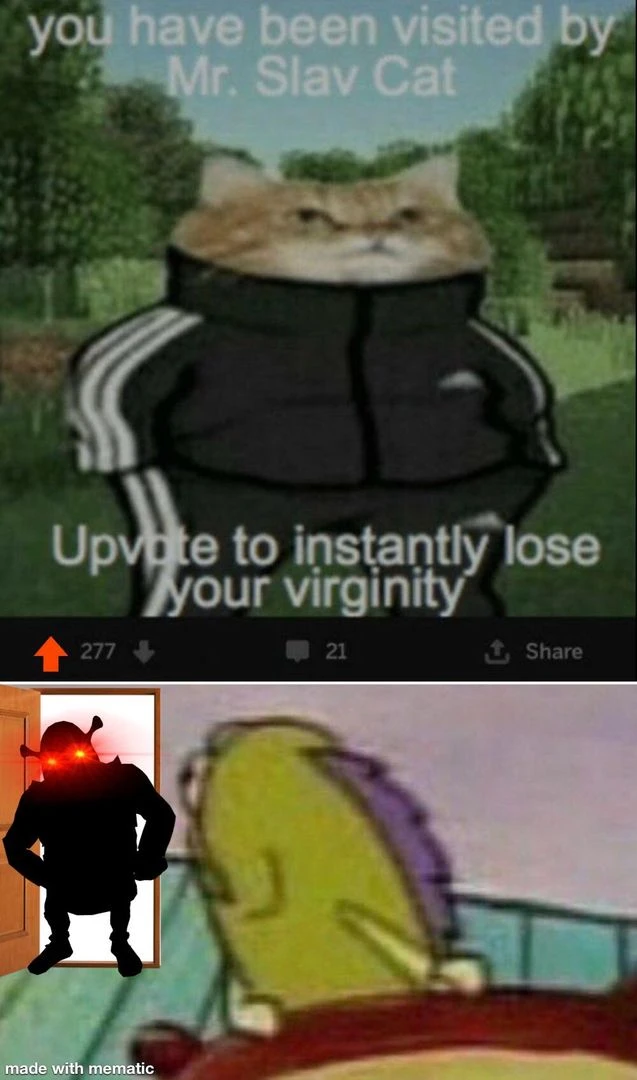 you have been visited by
Mr. Slav Cat
Upvote to instantly lose
your virginity
277
21
Share
made with mematic